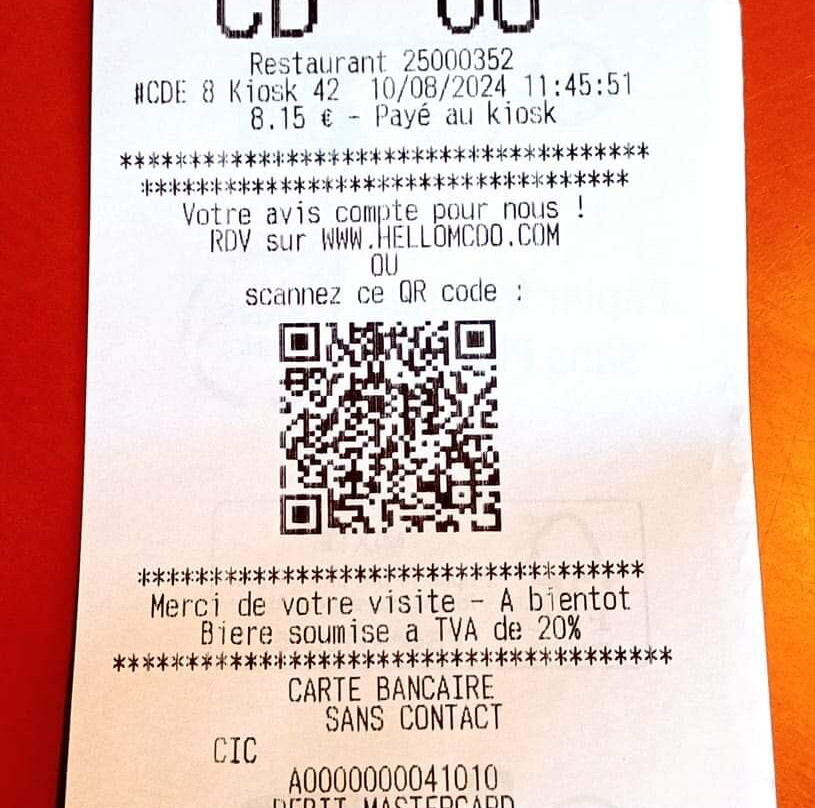 Restaurant 25000352
#CDE 8 Kiosk 42 10/08/2024 11:45:51
8.15 € - Payé au kiosk
**************************************
***********************************
Votre avis compte pour nous !
RDV sur WWW.HELLOMCDO.COM
OU
scannez ce QR code :
***********************************
Merci de votre visite - A bientot
Biere soumise a TVA de 20%
***************************************
CARTE BANCAIRE
SANS CONTACT
CIC
A0000000041010
DEBIT MASTERCARD